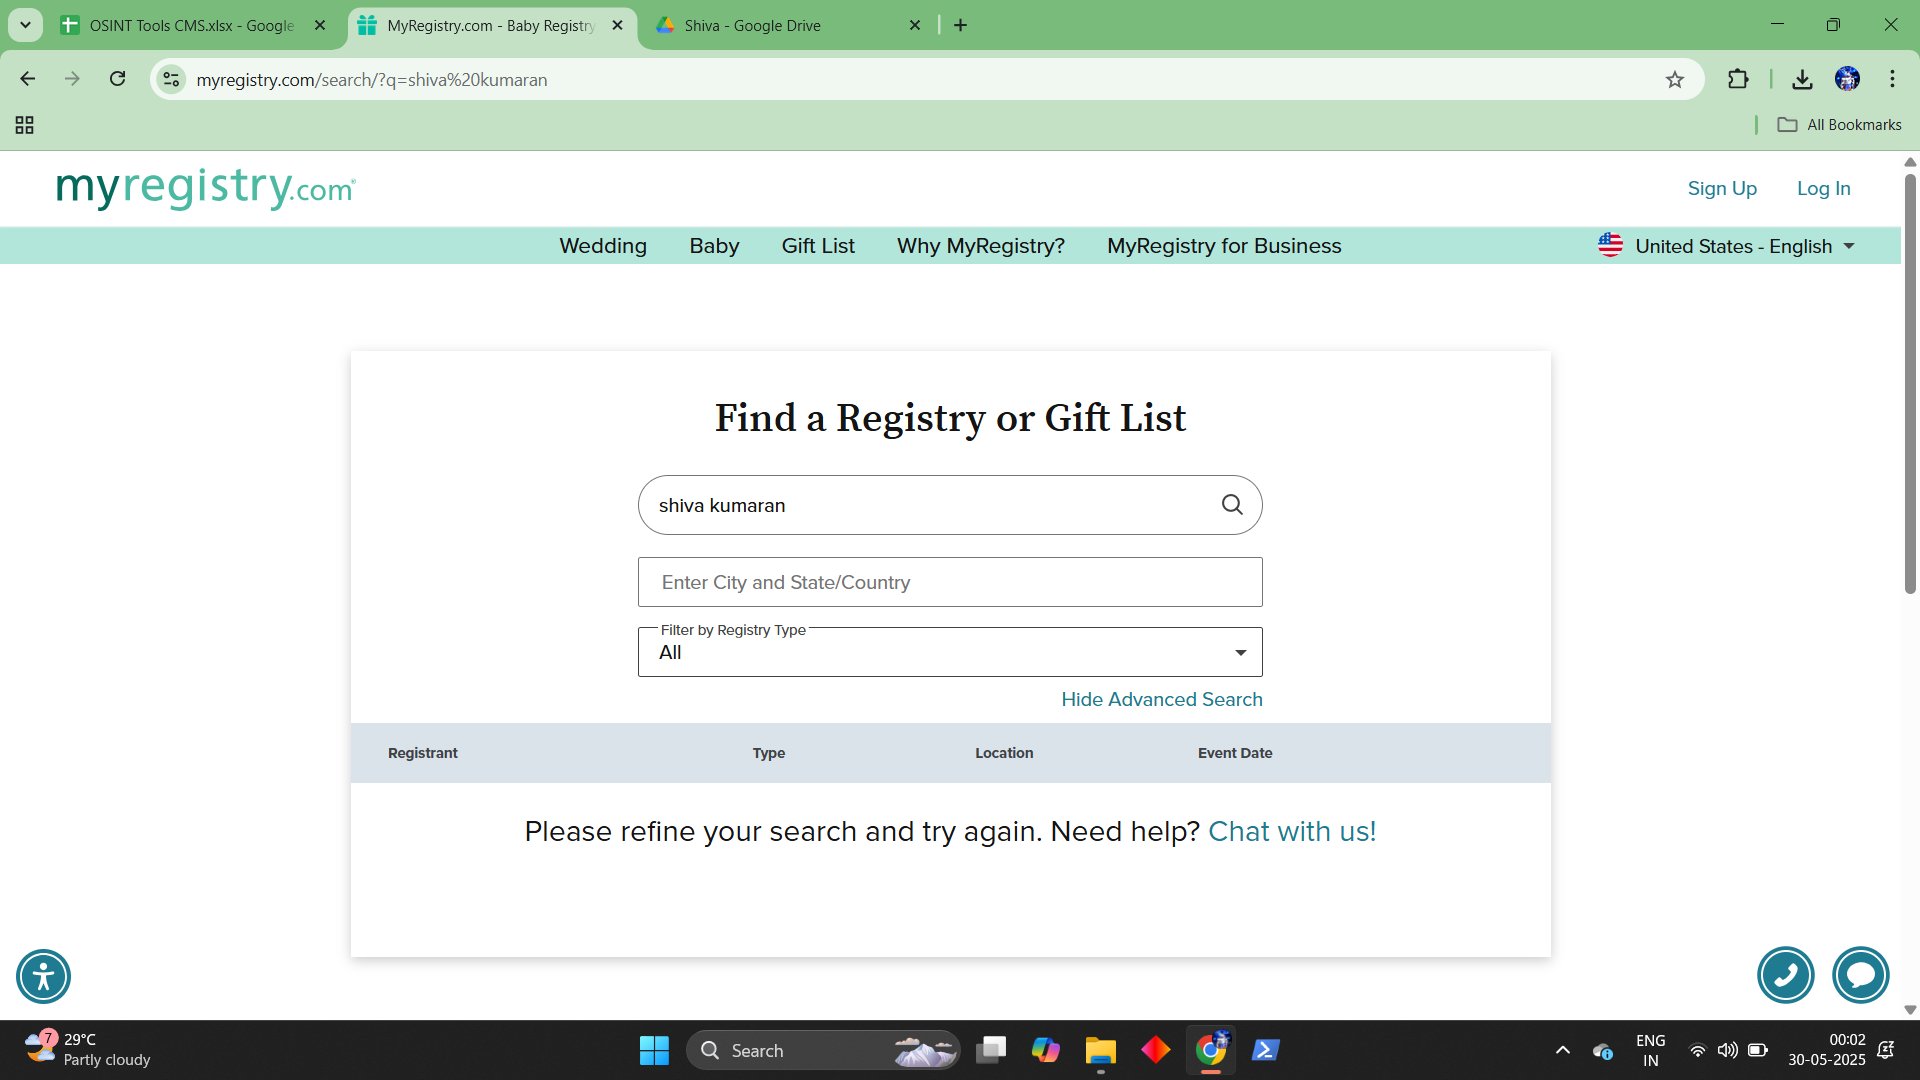 OSINT Tools CMS.xlsx - Google
MyRegistry.com - Baby Registry
Shiva - Google Drive
myregistry.com/search/?q=shiva%20kumaran
All Bookmarks
myregistry.com
Sign Up
Log In
Wedding
Baby
Gift List
Why MyRegistry?
MyRegistry for Business
United States - English
Find a Registry or Gift List
shiva kumaran
Enter City and State/Country
Filter by Registry Type
All
Hide Advanced Search
Registrant Type Location Event Date
Please refine your search and try again. Need help? Chat with us!
7
29°C
Partly cloudy
Search
ENG
IN
00:02
30-05-2025